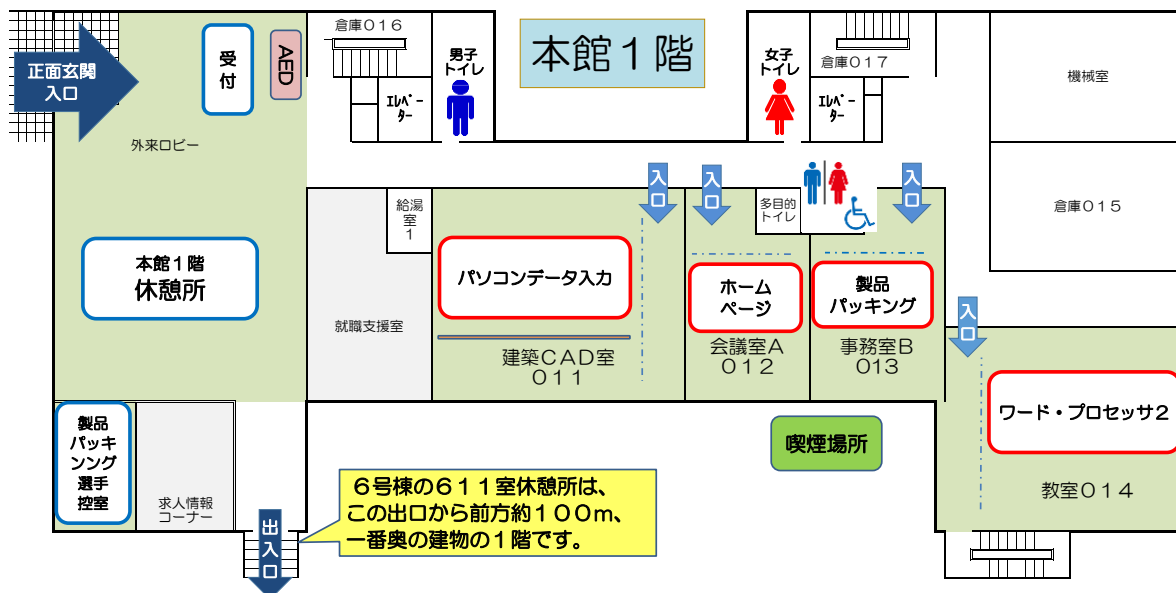 本館１階
正面玄関
入口
受
付
AED
外来ロビー
倉庫０１６
ｴﾚﾍﾞｰ
ﾀｰ
男子
トイレ
女子
トイレ
倉庫０１７
ｴﾚﾍﾞｰ
ﾀｰ
機械室
倉庫０１５
本館１階
休憩所
給湯
室
１
就職支援室
入口
パソコンデータ入力
建築ＣＡＤ室
０１１
入口
多目的
トイレ
ホーム
ページ
会議室Ａ
０１２
入口
製品
パッキング
事務室Ｂ
０１３
入口
ワード・プロセッサ２
教室０１４
製品
パッキ
ンング
選手
控室
求人情報
コーナー
出入口
６号棟の６１１室休憩所は、
この出口から前方約１００ｍ、
一番奥の建物の１階です。
喫煙場所